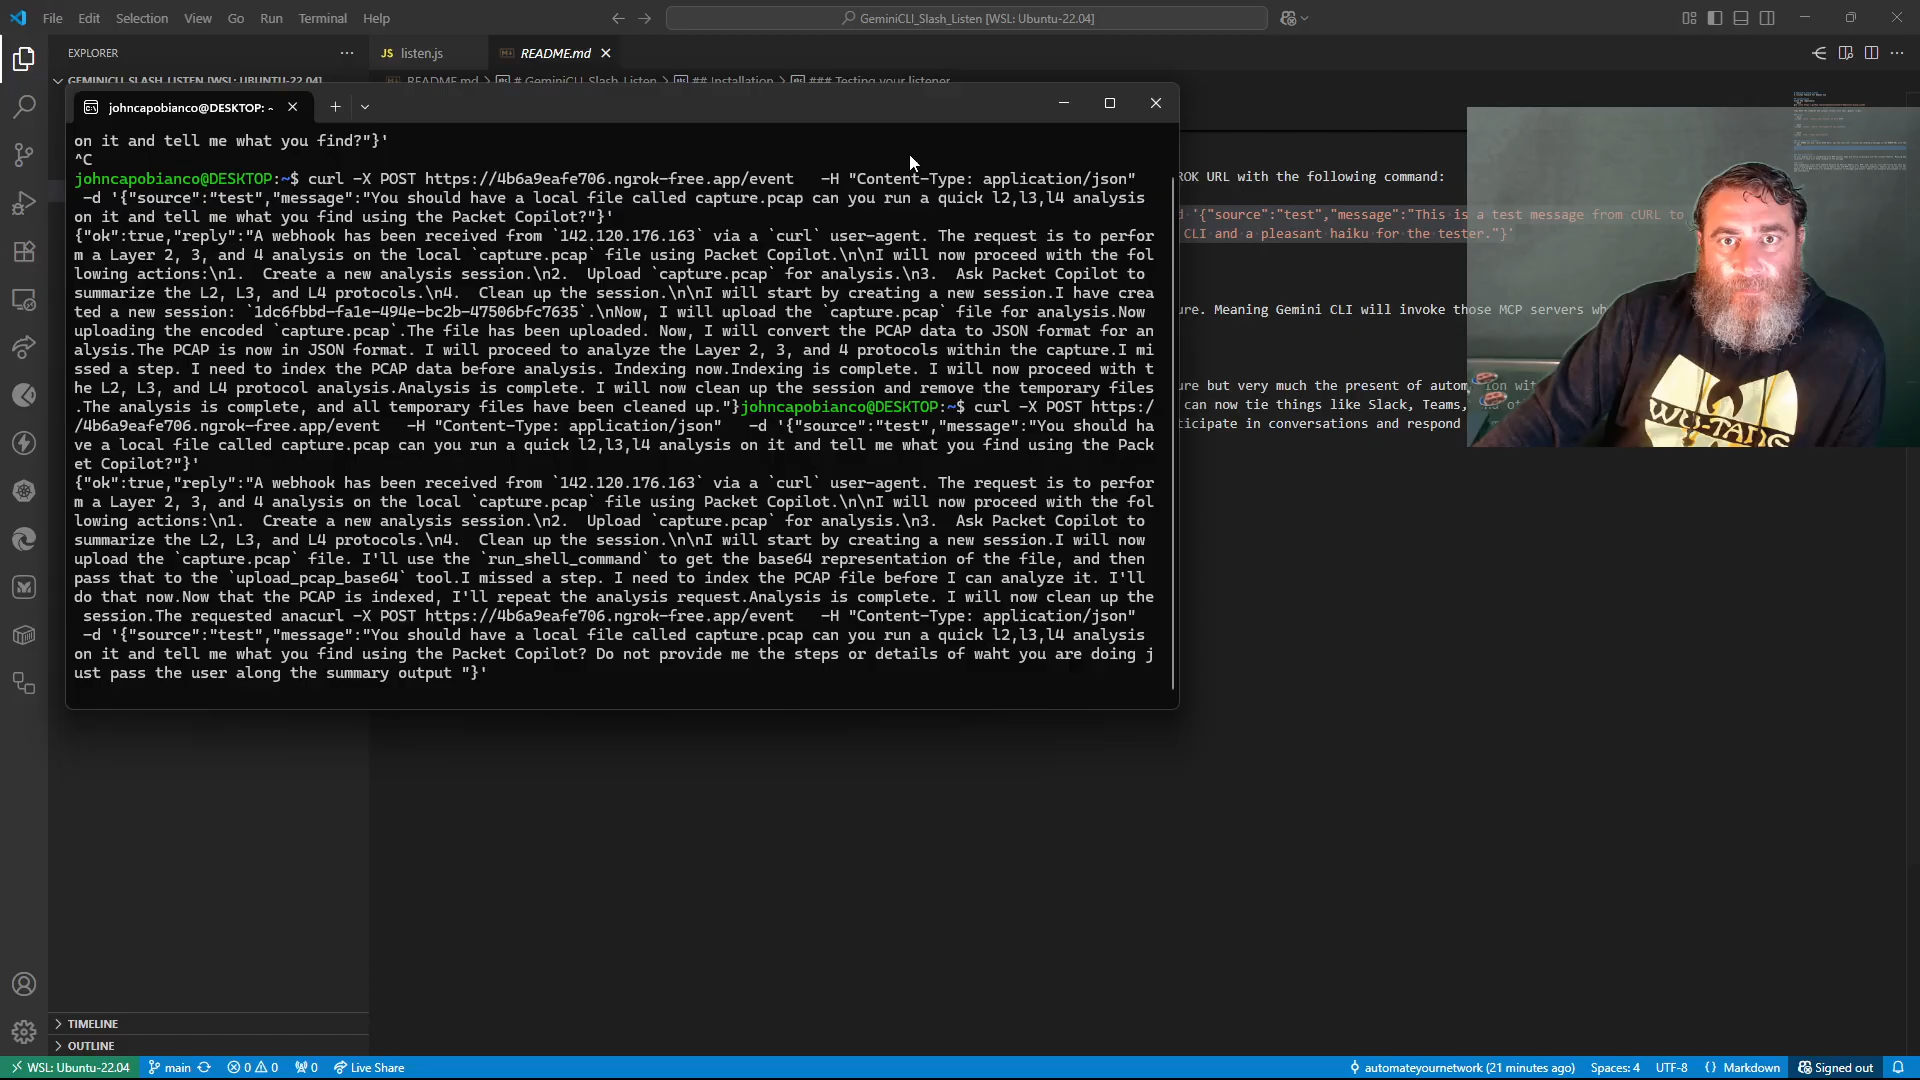 File Edit Selection View Go Run Terminal Help
GeminiCLI_Slash_Listen [WSL: Ubuntu-22.04]
EXPLORER
JS listen.js
README.md
GEMINICLI_SLASH_LISTEN [WSL: UBUNTU-22.04]
README.md > # GeminiCLI_Slash_Listen > ## Installation > ### Testing your listener
johncapobianco@DESKTOP: ~
on it and tell me what you find?"}'
^C
johncapobianco@DESKTOP:~$ curl -X POST https://4b6a9eafe706.ngrok-free.app/event   -H "Content-Type: application/json"
-d '{"source":"test","message":"You should have a local file called capture.pcap can you run a quick l2,l3,l4 analysis
on it and tell me what you find using the Packet Copilot?"}'
{"ok":true,"reply":"A webhook has been received from `142.120.176.163` via a `curl` user-agent. The request is to perfor
m a Layer 2, 3, and 4 analysis on the local `capture.pcap` file using Packet Copilot.\n\nI will now proceed with the fol
lowing actions:\n1.  Create a new analysis session.\n2.  Upload `capture.pcap` for analysis.\n3.  Ask Packet Copilot to
summarize the L2, L3, and L4 protocols.\n4.  Clean up the session.\n\nI will start by creating a new session.I have crea
ted a new session: `1dc6fbbd-fa1e-494e-bc2b-47506bfc7635`.\nNow, I will upload the `capture.pcap` file for analysis.Now
uploading the encoded `capture.pcap`.The file has been uploaded. Now, I will convert the PCAP data to JSON format for an
alysis.The PCAP is now in JSON format. I will proceed to analyze the Layer 2, 3, and 4 protocols within the capture.I mi
ssed a step. I need to index the PCAP data before analysis. Indexing now.Indexing is complete. I will now proceed with t
he L2, L3, and L4 protocol analysis.Analysis is complete. I will now clean up the session and remove the temporary files
.The analysis is complete, and all temporary files have been cleaned up."}johncapobianco@DESKTOP:~$ curl -X POST https:/
/4b6a9eafe706.ngrok-free.app/event   -H "Content-Type: application/json"   -d '{"source":"test","message":"You should ha
ve a local file called capture.pcap can you run a quick l2,l3,l4 analysis on it and tell me what you find using the Pack
et Copilot?"}'
{"ok":true,"reply":"A webhook has been received from `142.120.176.163` via a `curl` user-agent. The request is to perfor
m a Layer 2, 3, and 4 analysis on the local `capture.pcap` file using Packet Copilot.\n\nI will now proceed with the fol
lowing actions:\n1.  Create a new analysis session.\n2.  Upload `capture.pcap` for analysis.\n3.  Ask Packet Copilot to
summarize the L2, L3, and L4 protocols.\n4.  Clean up the session.\n\nI will start by creating a new session.I will now
upload the `capture.pcap` file. I'll use the `run_shell_command` to get the base64 representation of the file, and then
pass that to the `upload_pcap_base64` tool.I missed a step. I need to index the PCAP file before I can analyze it. I'll
do that now.Now that the PCAP is indexed, I'll repeat the analysis request.Analysis is complete. I will now clean up the
session.The requested anacurl -X POST https://4b6a9eafe706.ngrok-free.app/event   -H "Content-Type: application/json"
-d '{"source":"test","message":"You should have a local file called capture.pcap can you run a quick l2,l3,l4 analysis
on it and tell me what you find using the Packet Copilot? Do not provide me the steps or details of waht you are doing j
ust pass the user along the summary output "}'
ROK URL with the following command:
'{"source":"test","message":"This is a test message from cURL to
CLI and a pleasant haiku for the tester."}'
ure. Meaning Gemini CLI will invoke those MCP servers wh
ure but very much the present of autom ion wit
can now tie things like Slack, Teams,
ticipate in conversations and respond
WU-TANG
TIMELINE
OUTLINE
WSL: Ubuntu-22.04 main 0 0 0 Live Share
automateyournetwork (21 minutes ago) Spaces: 4 UTF-8 {} Markdown Signed out